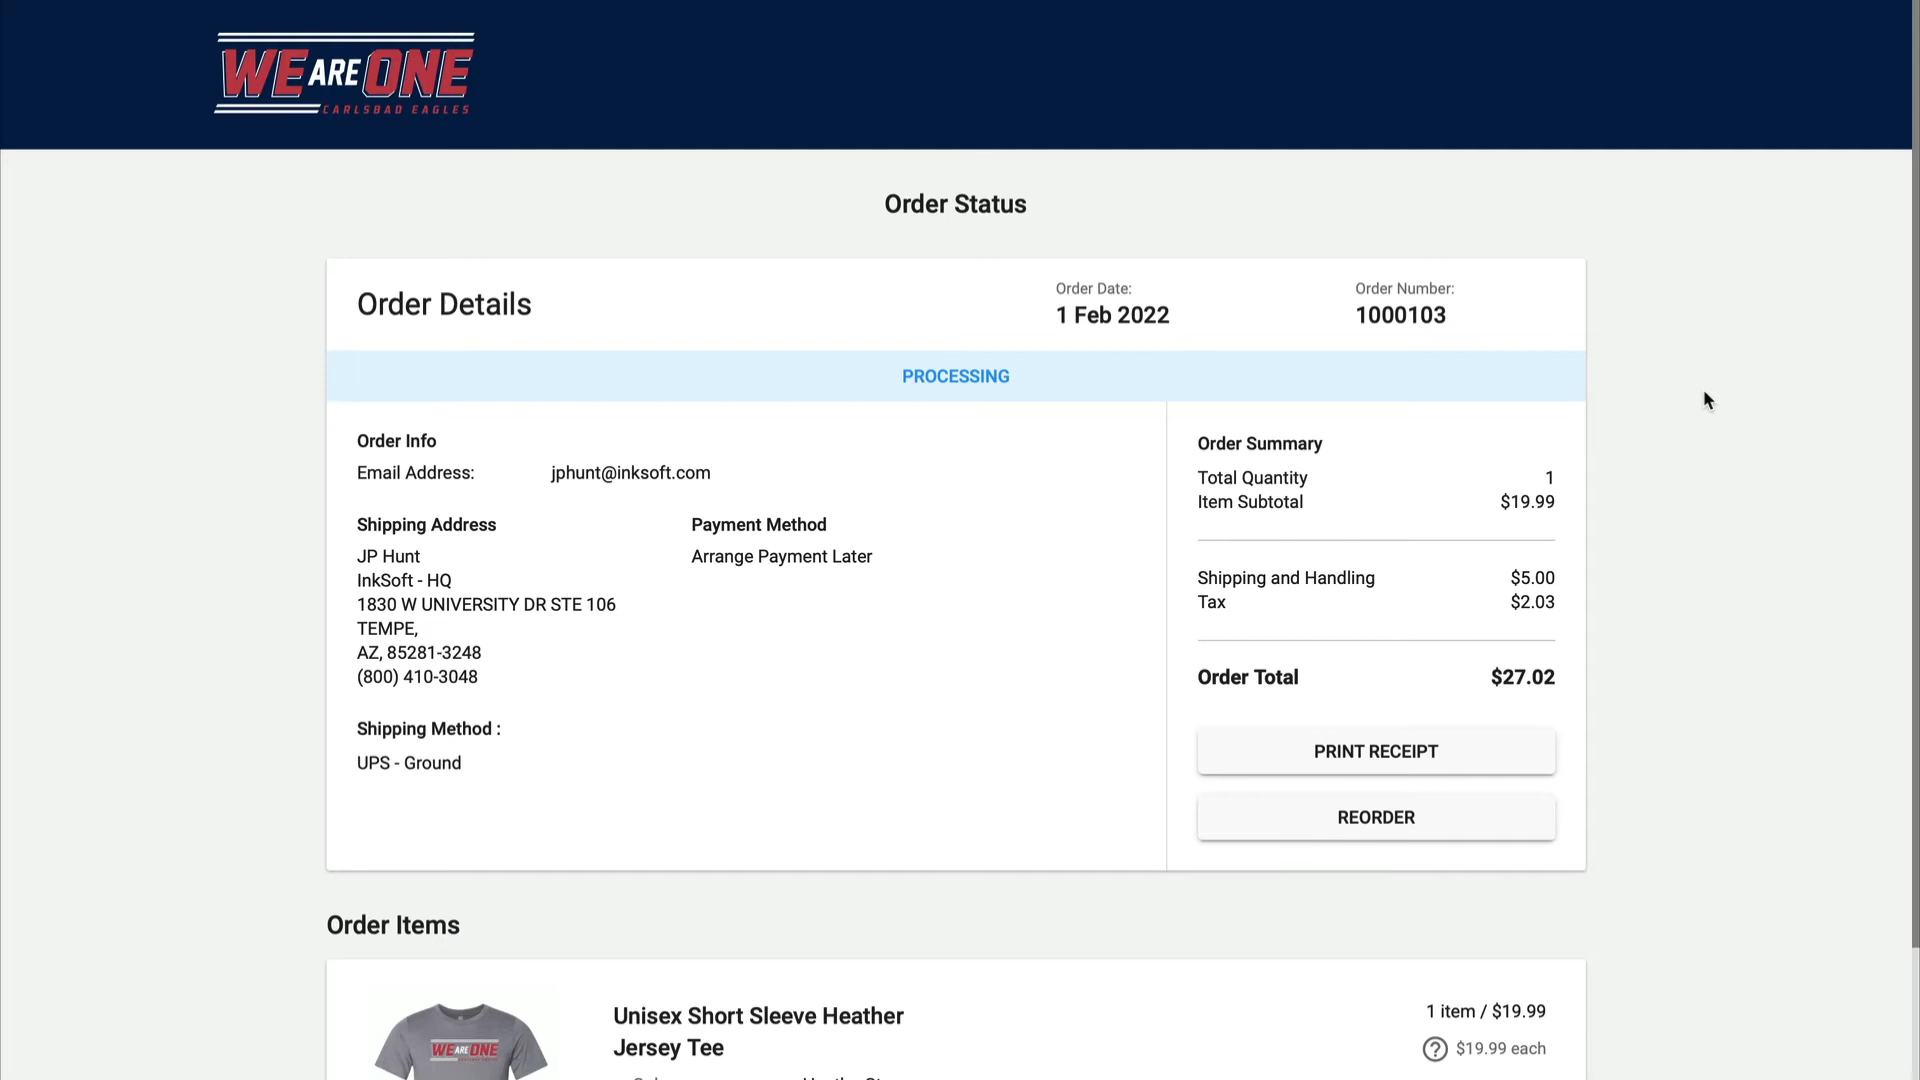 WE ARE ONE
CARLSBAD EAGLES
Order Status
Order Details
Order Date:
1 Feb 2022
Order Number:
1000103
PROCESSING
Order Info
Email Address: jphunt@inksoft.com
Shipping Address
JP Hunt
InkSoft - HQ
1830 W UNIVERSITY DR STE 106
TEMPE,
AZ, 85281-3248
(800) 410-3048
Payment Method
Arrange Payment Later
Shipping Method :
UPS - Ground
Order Summary
Total Quantity 1
Item Subtotal $19.99
Shipping and Handling $5.00
Tax $2.03
Order Total $27.02
PRINT RECEIPT
REORDER
Order Items
WE ARE ONE
Unisex Short Sleeve Heather
Jersey Tee
1 item / $19.99
? $19.99 each